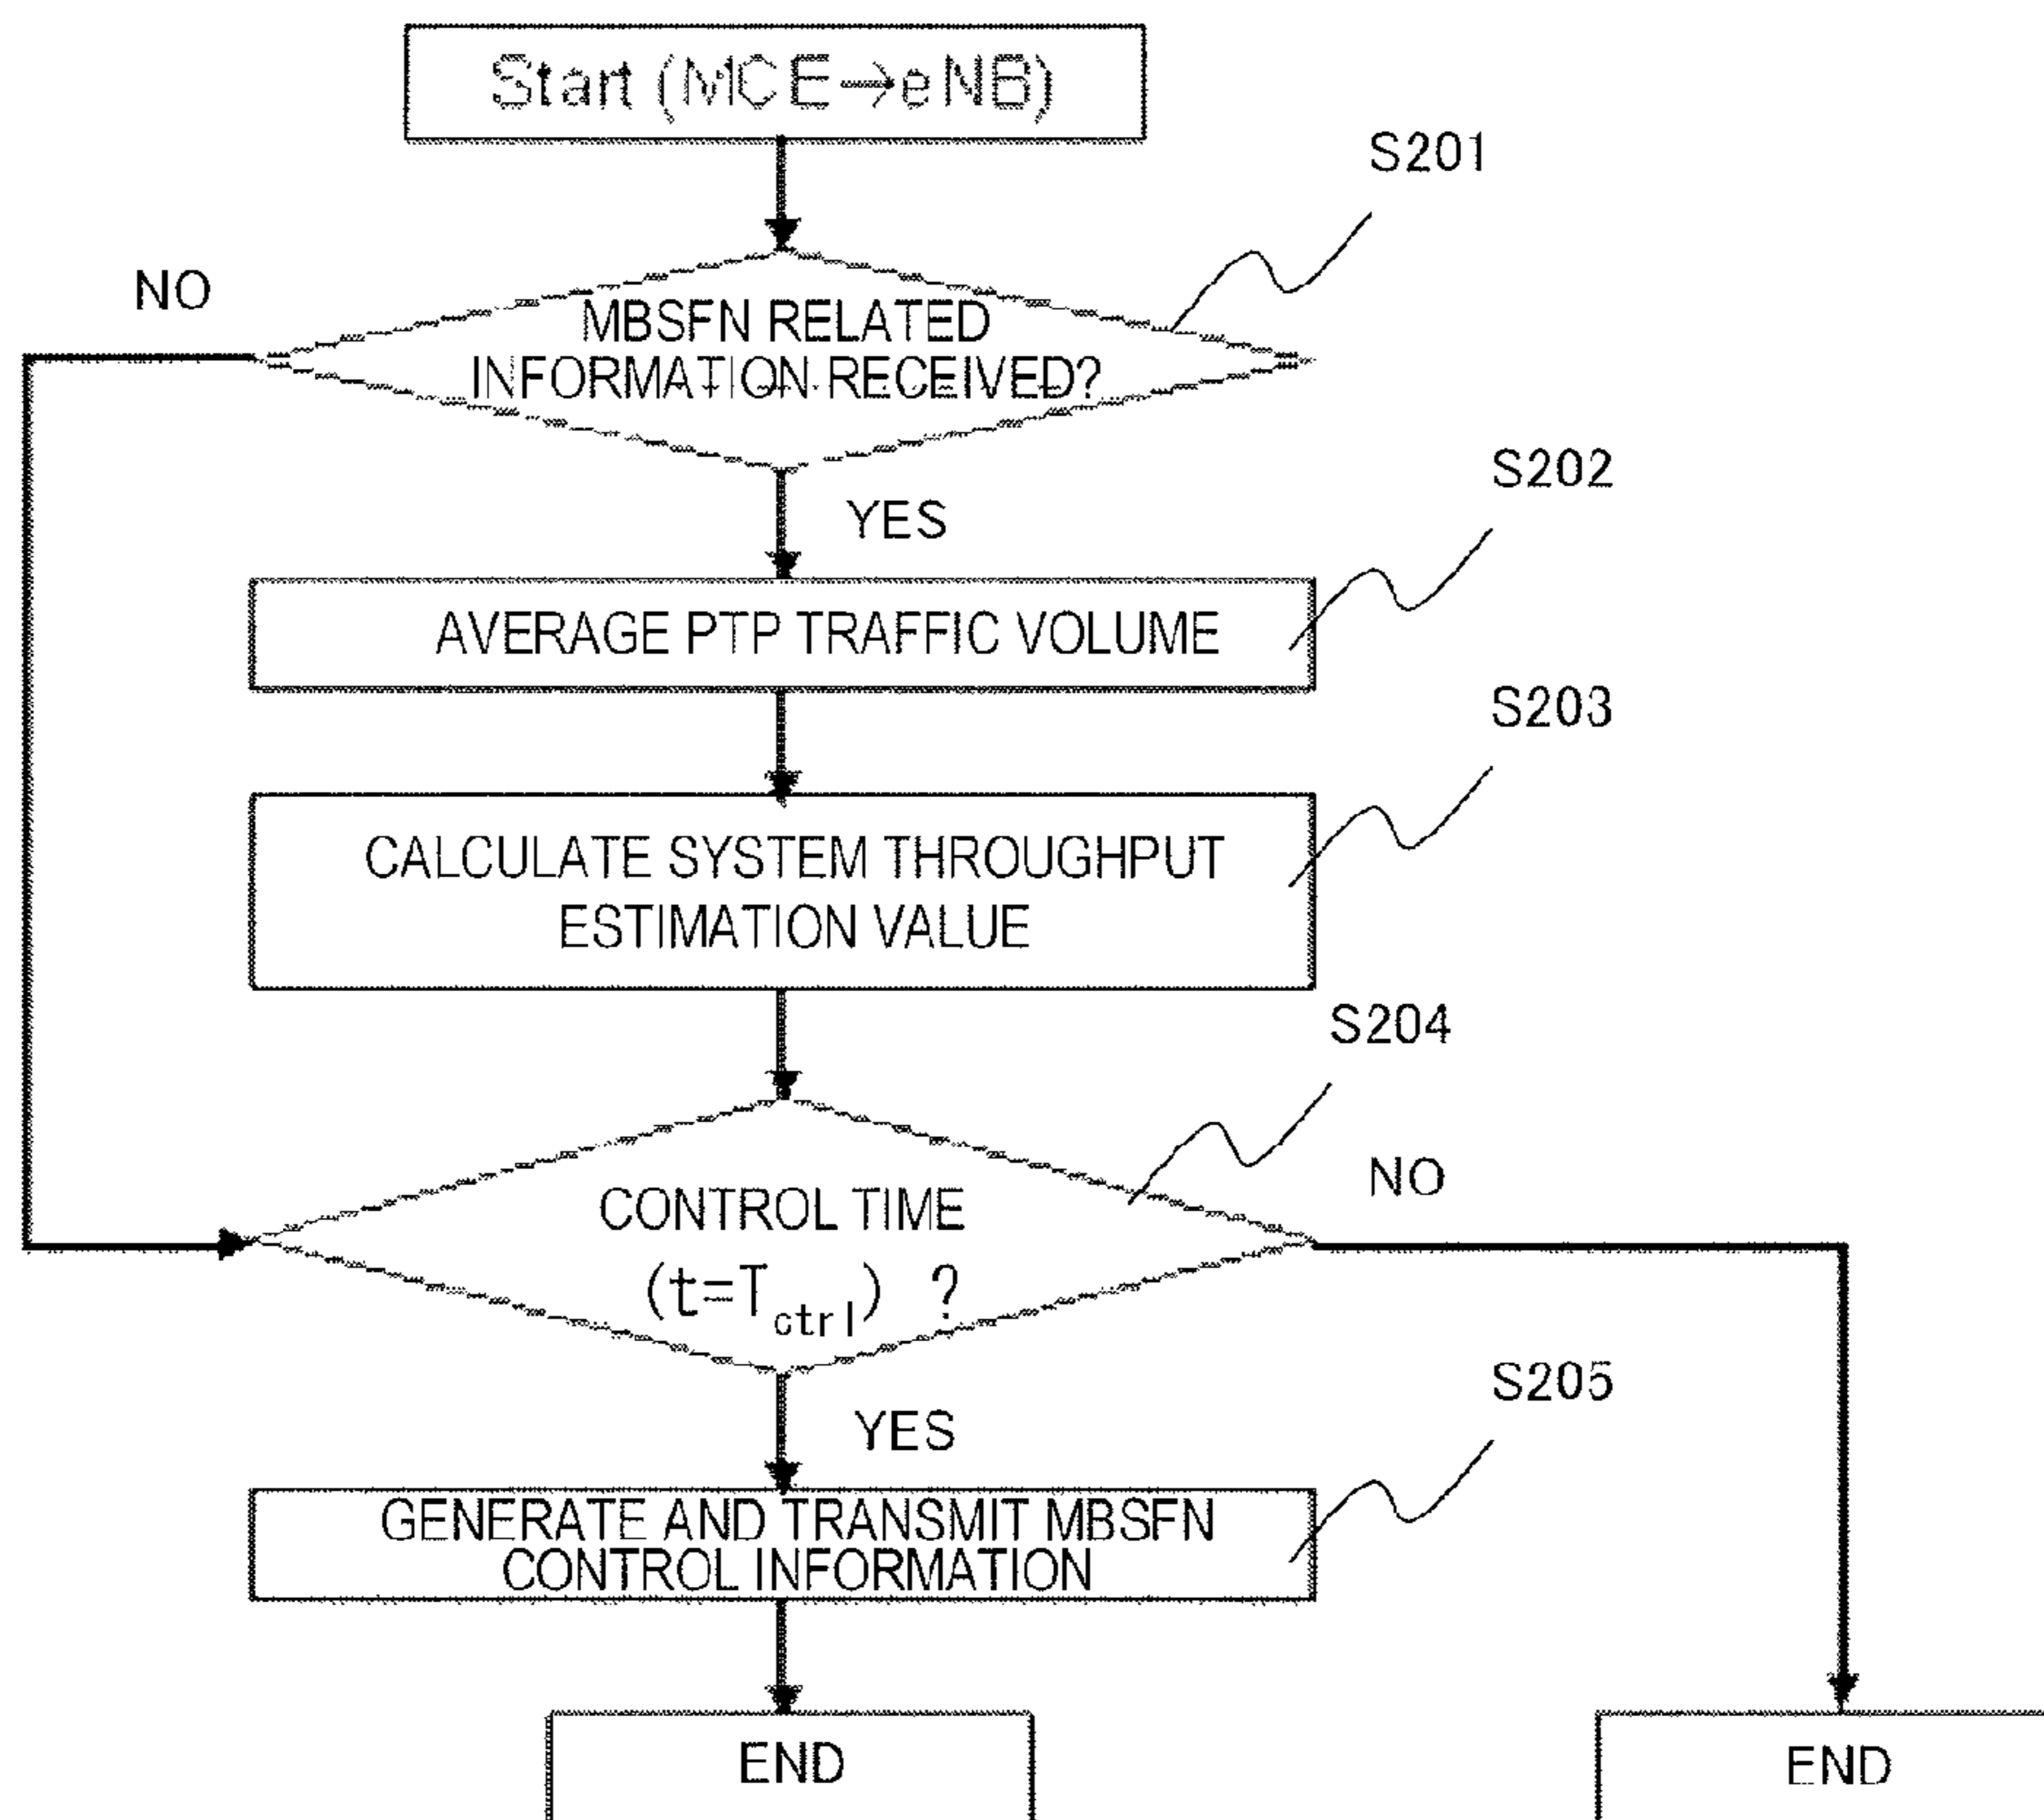 Start (MCE→eNB)
S201
NO
MBSFN RELATED
INFORMATION RECEIVED?
S202
YES
AVERAGE PTP TRAFFIC VOLUME
S203
CALCULATE SYSTEM THROUGHPUT
ESTIMATION VALUE
S204
NO
CONTROL TIME
(t=Tctrl) ?
S205
YES
GENERATE AND TRANSMIT MBSFN
CONTROL INFORMATION
END
END